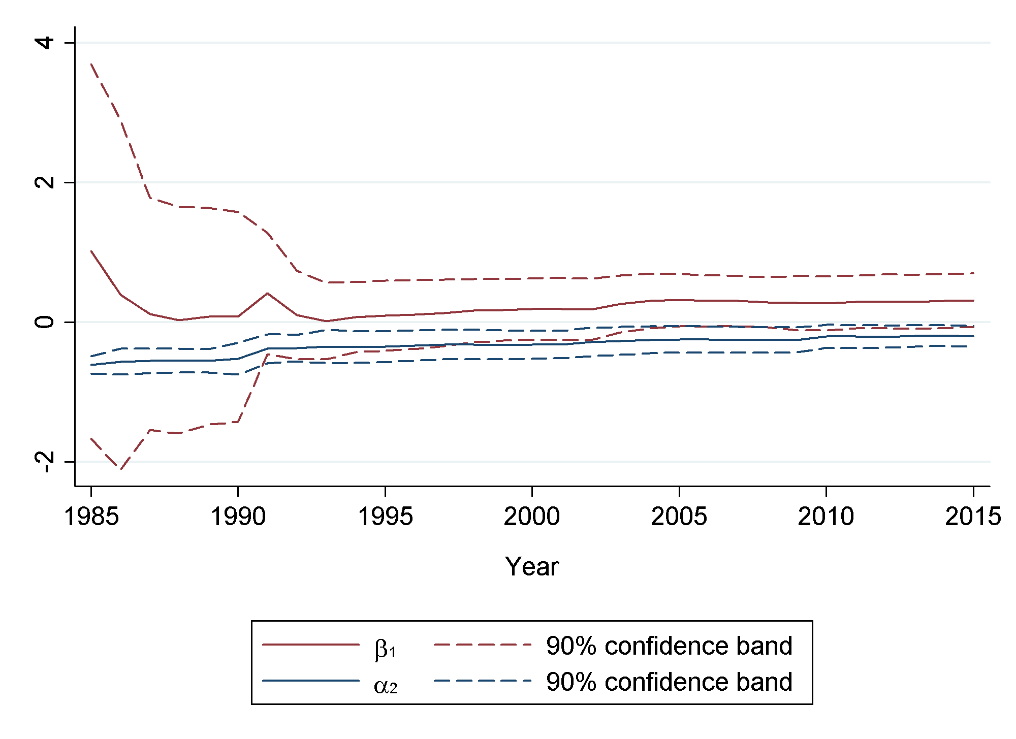 4
2
0
-2
1985 1990 1995 2000 2005 2010 2015
Year
β₁ 90% confidence band
α₂ 90% confidence band